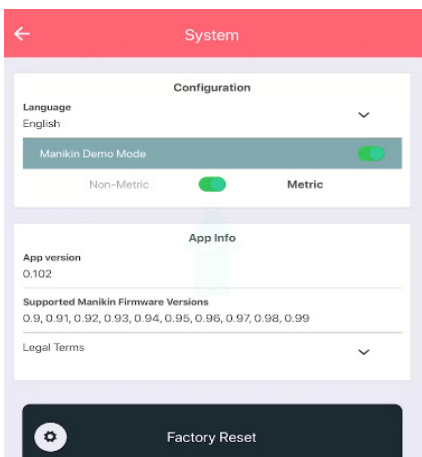 System
Configuration
Language
English
Manikin Demo Mode
Non-Metric Metric
App Info
App version
0.102
Supported Manikin Firmware Versions
0.9, 0.91, 0.92, 0.93, 0.94, 0.95, 0.96, 0.97, 0.98, 0.99
Legal Terms
Factory Reset